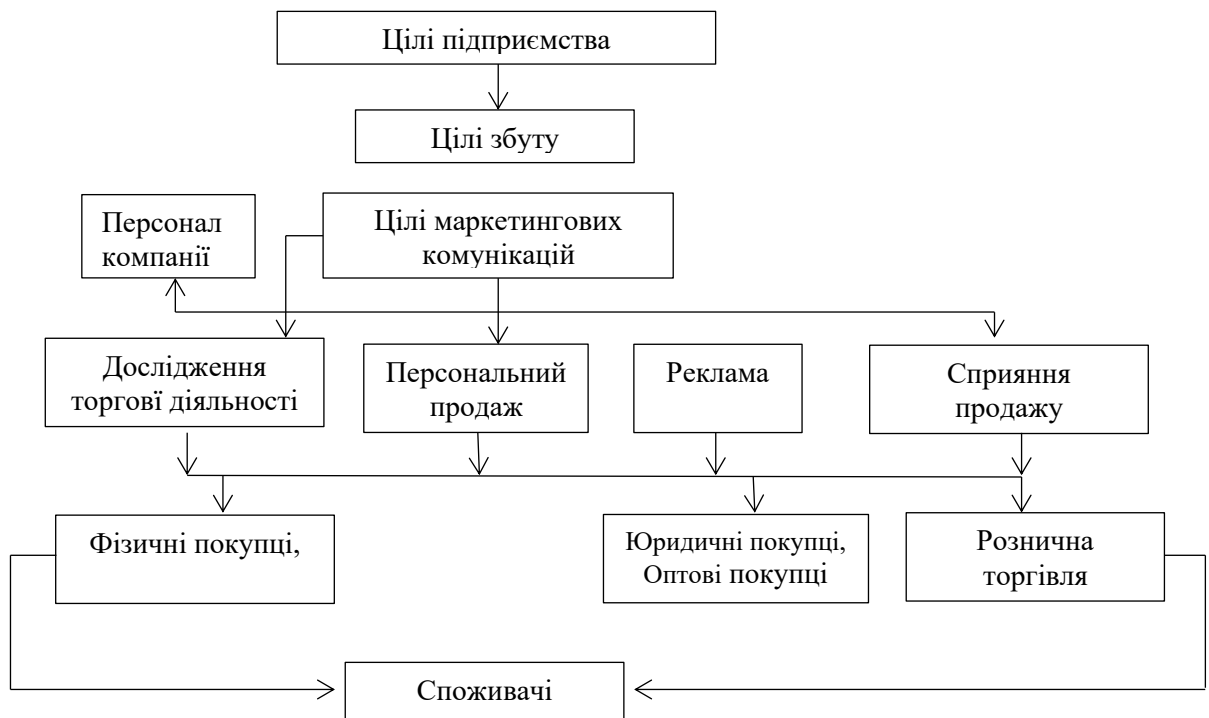 Цілі підприємства
Цілі збуту
Персонал
компанії
Цілі маркетингових
комунікацій
Дослідження
торгової діяльності
Персональний
продаж
Реклама
Сприяння
продажу
Фізичні покупці,
Юридичні покупці,
Оптові покупці
Рознична
торгівля
Споживачі